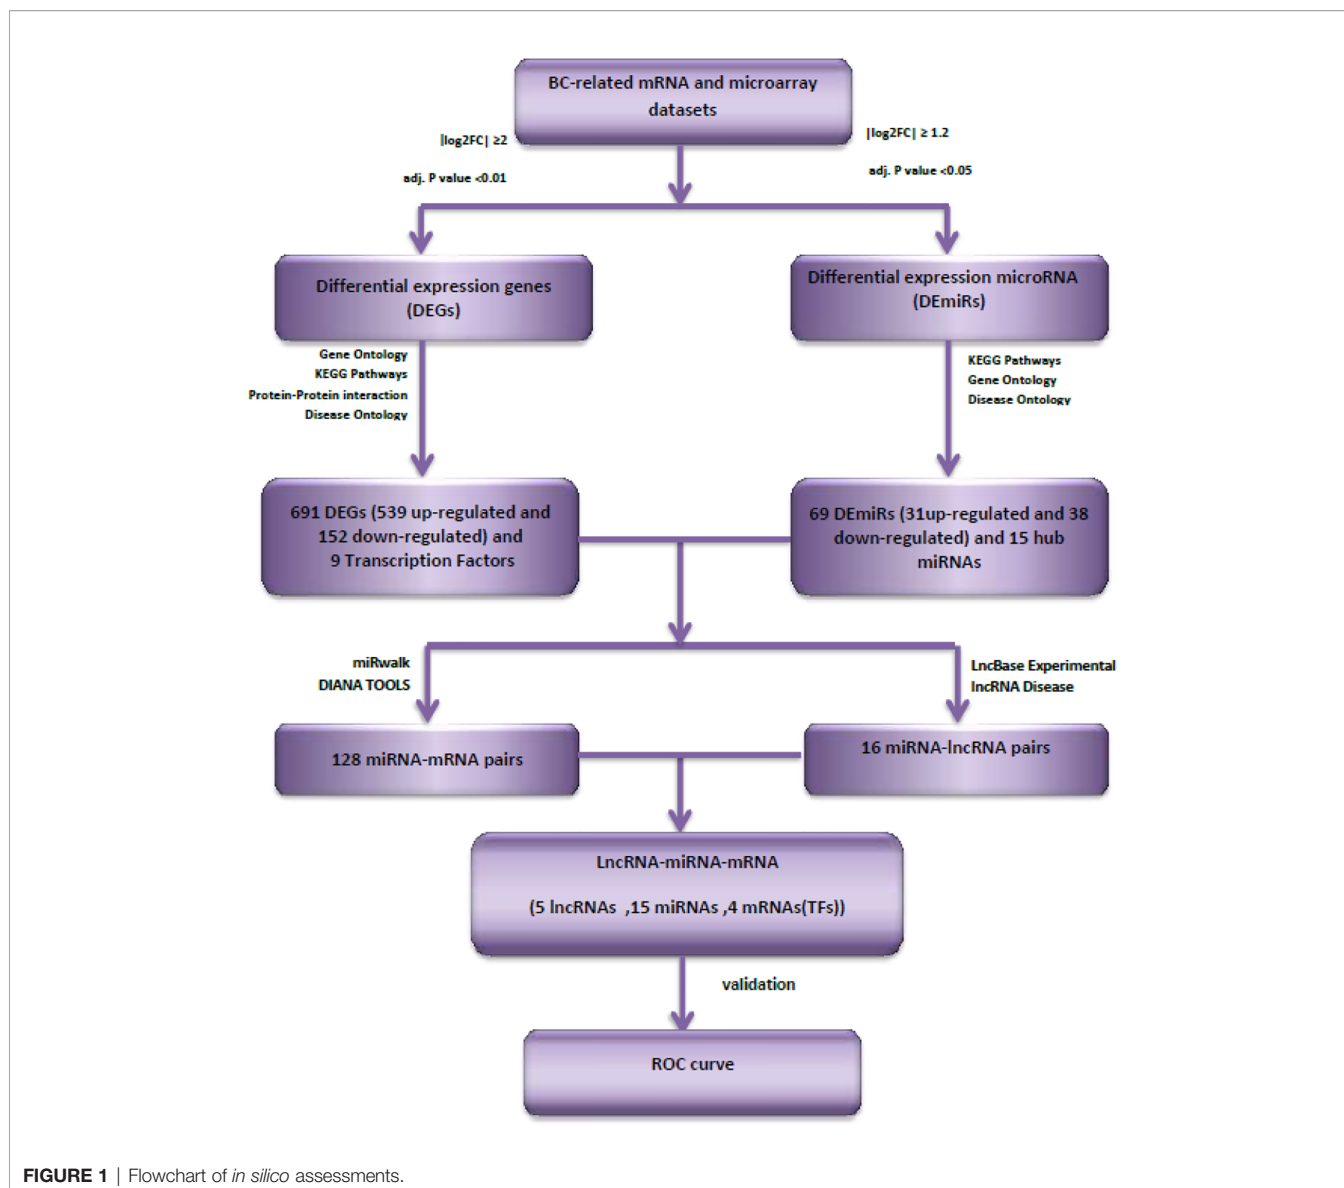 BC-related mRNA and microarray
datasets
|log2FC| ≥2
adj. P value <0.01
|log2FC| ≥ 1.2
adj. P value <0.05
Differential expression genes
(DEGs)
Differential expression microRNA
(DEmiRs)
Gene Ontology
KEGG Pathways
Protein-Protein interaction
Disease Ontology
KEGG Pathways
Gene Ontology
Disease Ontology
691 DEGs (539 up-regulated and
152 down-regulated) and
9 Transcription Factors
69 DEmiRs (31up-regulated and 38
down-regulated) and 15 hub
miRNAs
miRwalk
DIANA TOOLS
LncBase Experimental
lncRNA Disease
128 miRNA-mRNA pairs
16 miRNA-lncRNA pairs
LncRNA-miRNA-mRNA
(5 lncRNAs ,15 miRNAs ,4 mRNAs(TFs))
validation
ROC curve
FIGURE 1 | Flowchart of in silico assessments.